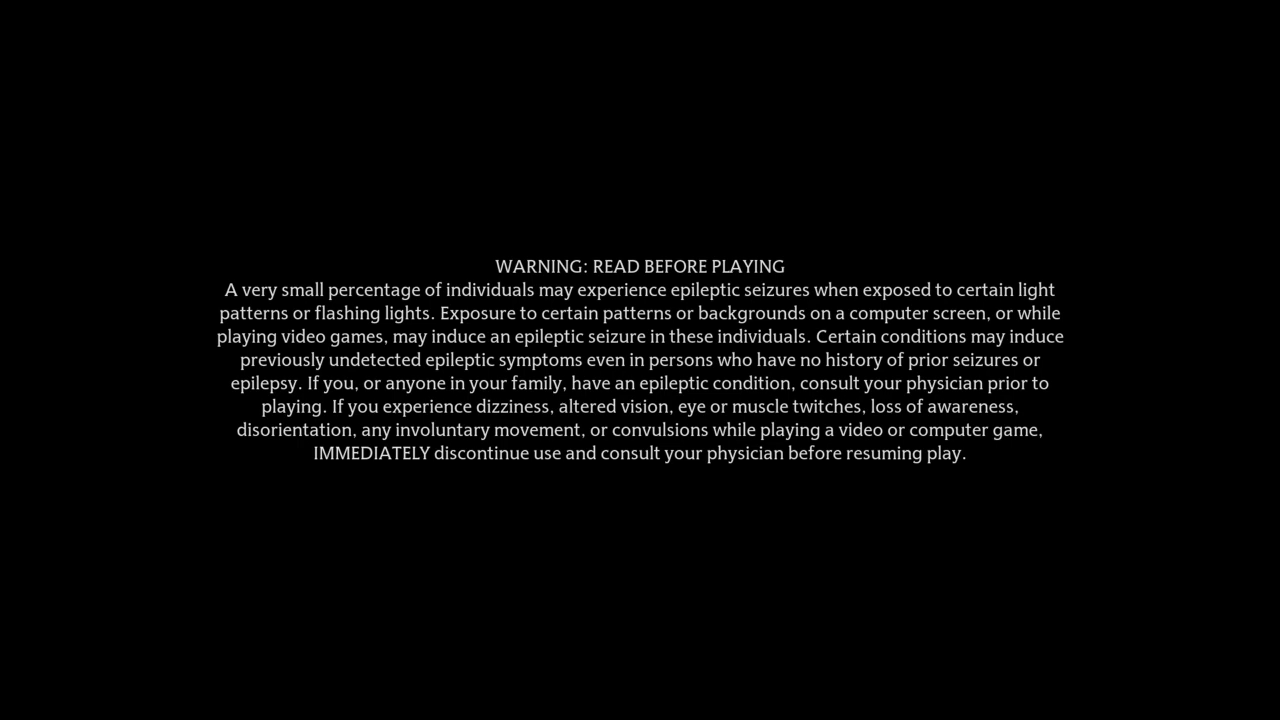 WARNING: READ BEFORE PLAYING
A very small percentage of individuals may experience epileptic seizures when exposed to certain light
patterns or flashing lights. Exposure to certain patterns or backgrounds on a computer screen, or while
playing video games, may induce an epileptic seizure in these individuals. Certain conditions may induce
previously undetected epileptic symptoms even in persons who have no history of prior seizures or
epilepsy. If you, or anyone in your family, have an epileptic condition, consult your physician prior to
playing. If you experience dizziness, altered vision, eye or muscle twitches, loss of awareness,
disorientation, any involuntary movement, or convulsions while playing a video or computer game,
IMMEDIATELY discontinue use and consult your physician before resuming play.